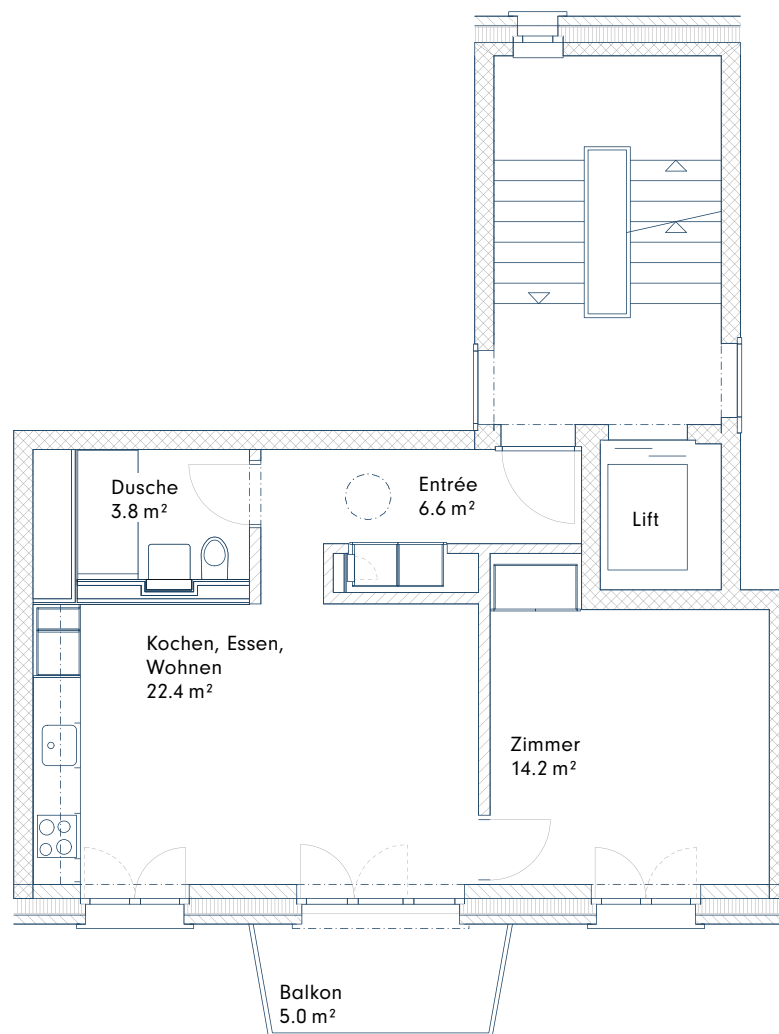 Dusche
3.8 m²
Entrée
6.6 m²
Lift
Kochen, Essen,
Wohnen
22.4 m²
Zimmer
14.2 m²
Balkon
5.0 m²